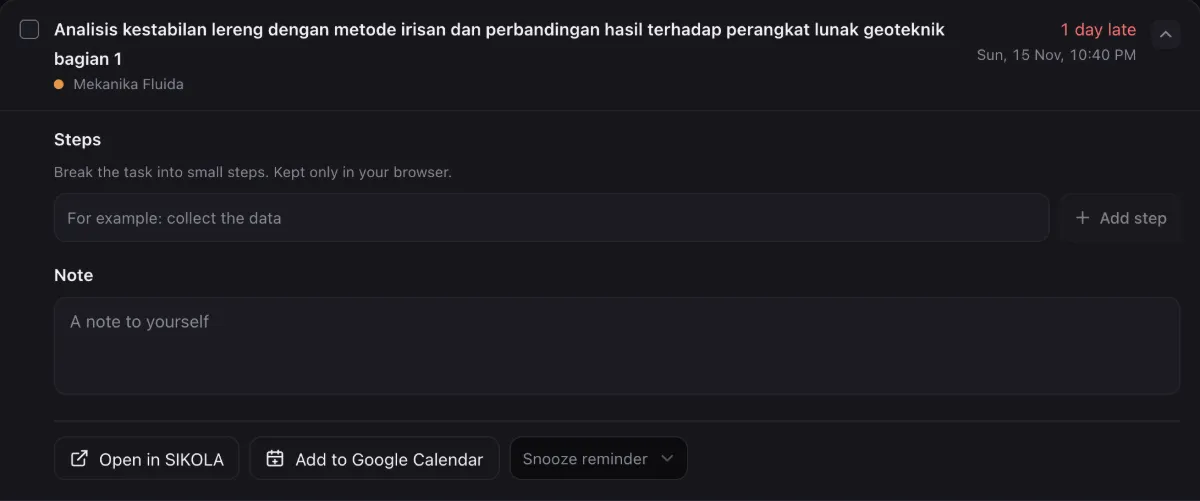 Analisis kestabilan lereng dengan metode irisan dan perbandingan hasil terhadap perangkat lunak geoteknik
bagian 1
1 day late
Sun, 15 Nov, 10:40 PM
Mekanika Fluida
Steps
Break the task into small steps. Kept only in your browser.
For example: collect the data
+ Add step
Note
A note to yourself
Open in SIKOLA
Add to Google Calendar
Snooze reminder